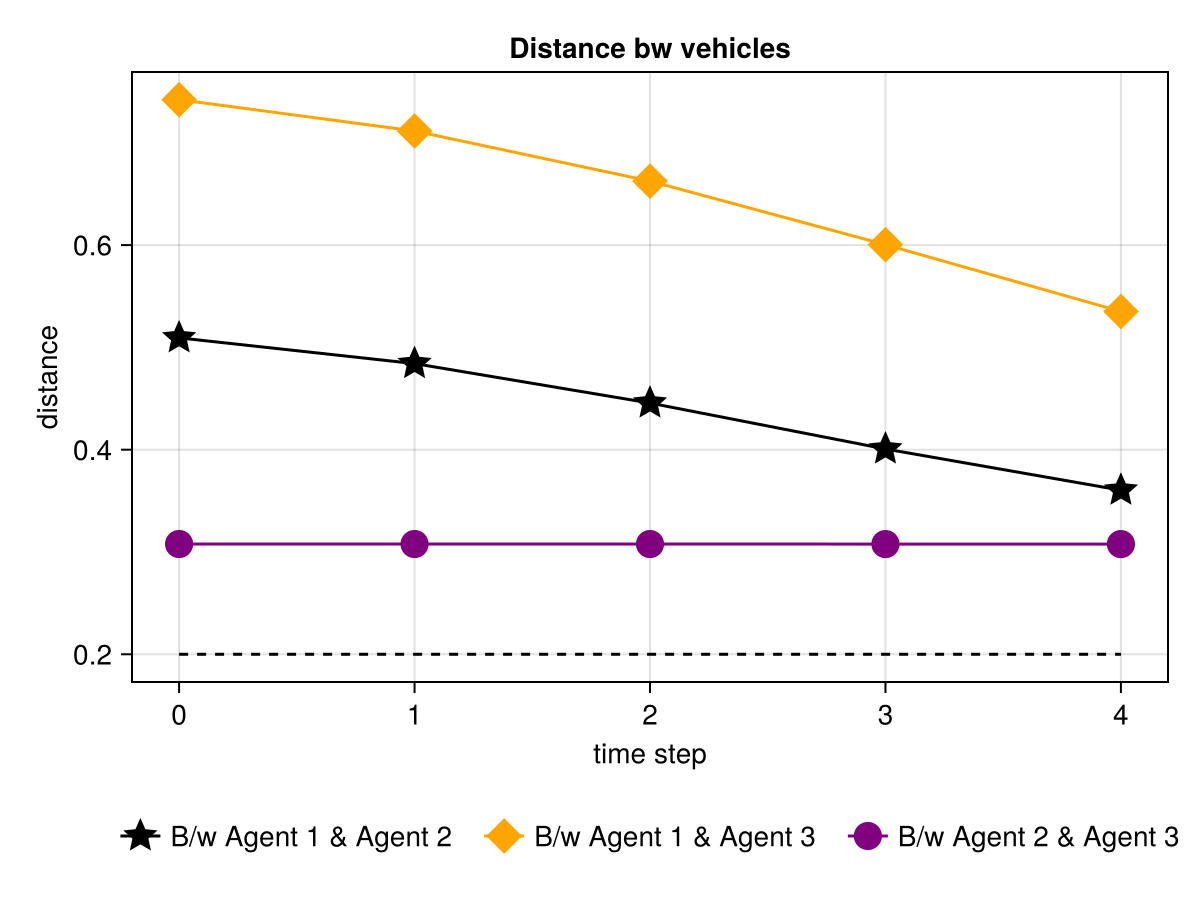 Distance bw vehicles
distance
0.6
0.4
0.2
0 1 2 3 4
time step
B/w Agent 1 & Agent 2 B/w Agent 1 & Agent 3 B/w Agent 2 & Agent 3